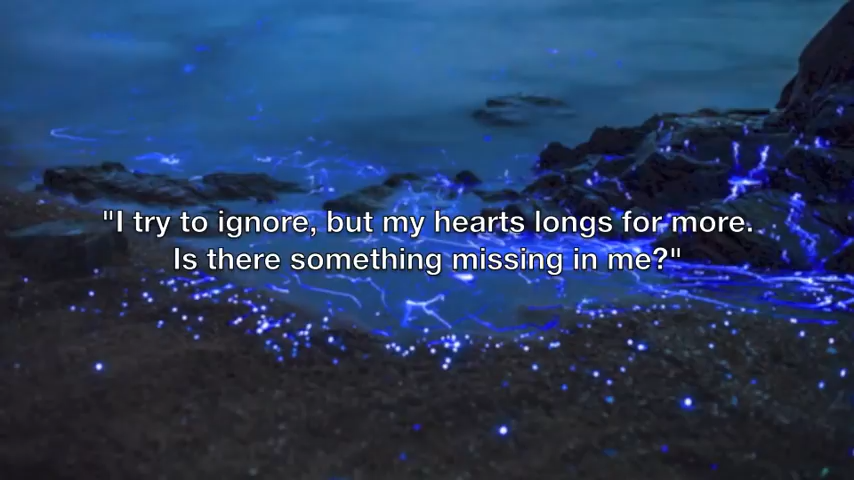 "I try to ignore, but my hearts longs for more.
Is there something missing in me?"